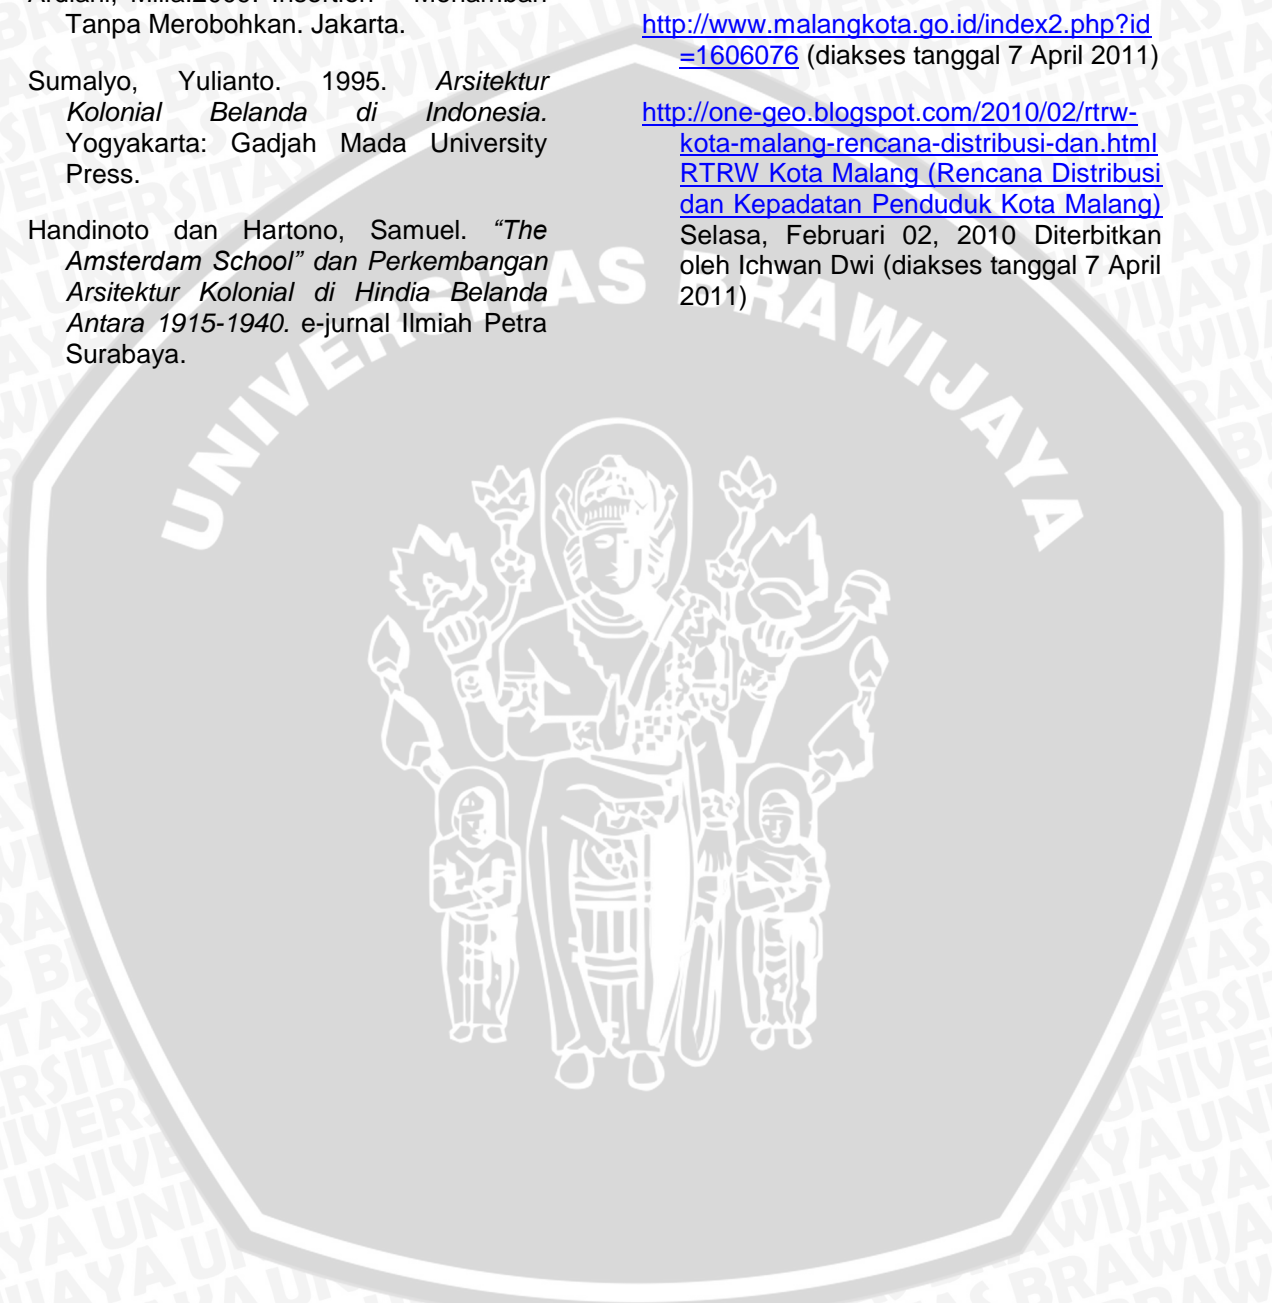 Tanpa Merobohkan. Jakarta.
Sumalyo, Yulianto. 1995. Arsitektur
Kolonial Belanda di Indonesia.
Yogyakarta: Gadjah Mada University
Press.
Handinoto dan Hartono, Samuel. “The
Amsterdam School” dan Perkembangan
Arsitektur Kolonial di Hindia Belanda
Antara 1915-1940. e-jurnal Ilmiah Petra
Surabaya.
http://www.malangkota.go.id/index2.php?id
=1606076 (diakses tanggal 7 April 2011)
http://one-geo.blogspot.com/2010/02/rtrw-
kota-malang-rencana-distribusi-dan.html
RTRW Kota Malang (Rencana Distribusi
dan Kepadatan Penduduk Kota Malang)
Selasa, Februari 02, 2010 Diterbitkan
oleh Ichwan Dwi (diakses tanggal 7 April
2011)
UNIVERSITAS BRAWIJAYA